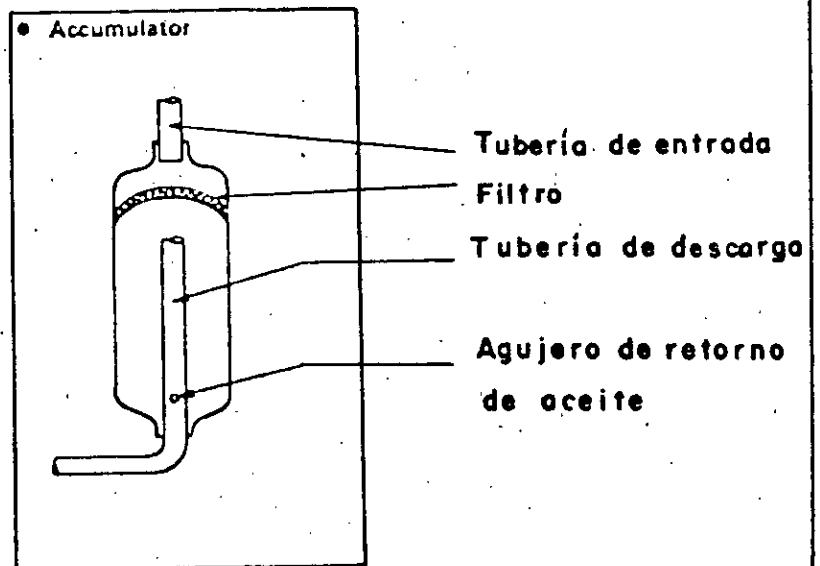 • Accumulator
Tubería de entrada
Filtro
Tubería de descarga
Agujero de retorno
de aceite